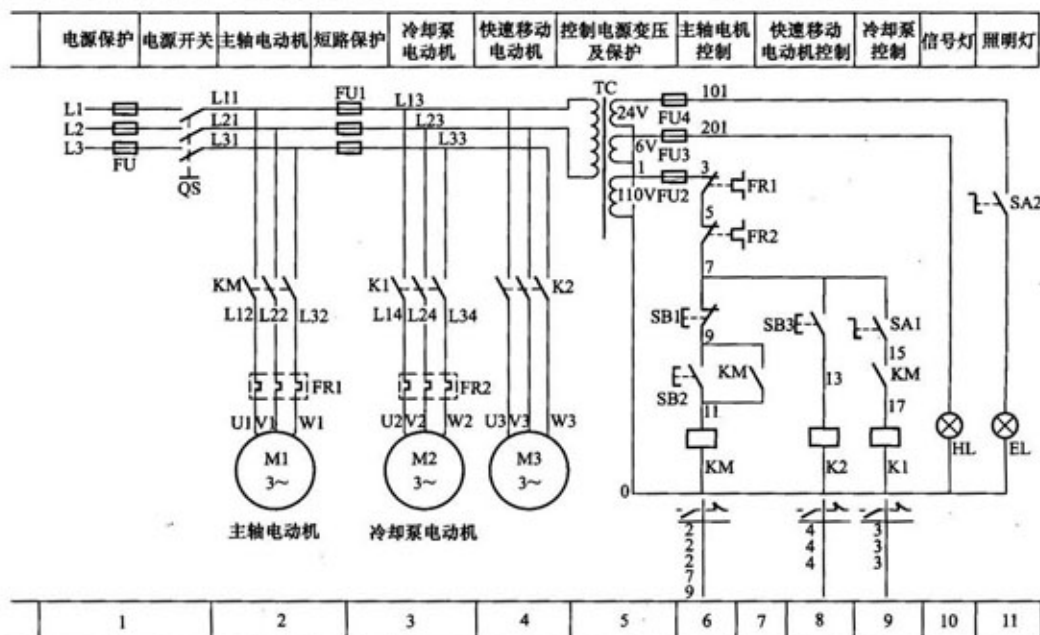 电源保护 电源开关 主轴电动机 短路保护 冷却泵电动机 快速移动电动机 控制电源变压及保护 主轴电机控制 快速移动电动机控制 冷却泵控制 信号灯 照明灯
L1 L11 FU1 L13 TC 101
L2 L21 L23 24V FU4
L3 L31 L33 6V 201
FU FU3
QS 1 3
110V FU2 FR1
SA2
5
FR2
7
KM K1 K2
L12 L22 L32 L14 L24 L34 SB1 SB3 SA1
9 15
KM KM
FR1 FR2 SB2 13
11 17
U1 V1 W1 U2 V2 W2 U3 V3 W3
M1 M2 M3 HL EL
3~ 3~ 3~ KM K2 K1
0
主轴电动机 冷却泵电动机
2 4 3
2 4 3
2 4 3
7
9
1 2 3 4 5 6 7 8 9 10 11